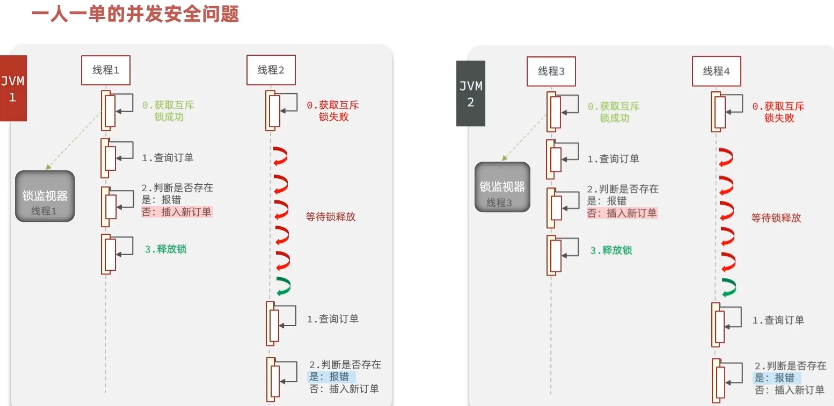 一人一单的并发安全问题
JVM
1
线程1
线程2
0.获取互斥
锁成功
0.获取互斥
锁失败
1.查询订单
锁监视器
线程1
2.判断是否存在
是: 报错
否: 插入新订单
等待锁释放
3.释放锁
1.查询订单
2.判断是否存在
是: 报错
否: 插入新订单
JVM
2
线程3
线程4
0.获取互斥
锁成功
0.获取互斥
锁失败
1.查询订单
锁监视器
线程3
2.判断是否存在
是: 报错
否: 插入新订单
等待锁释放
3.释放锁
1.查询订单
2.判断是否存在
是: 报错
否: 插入新订单